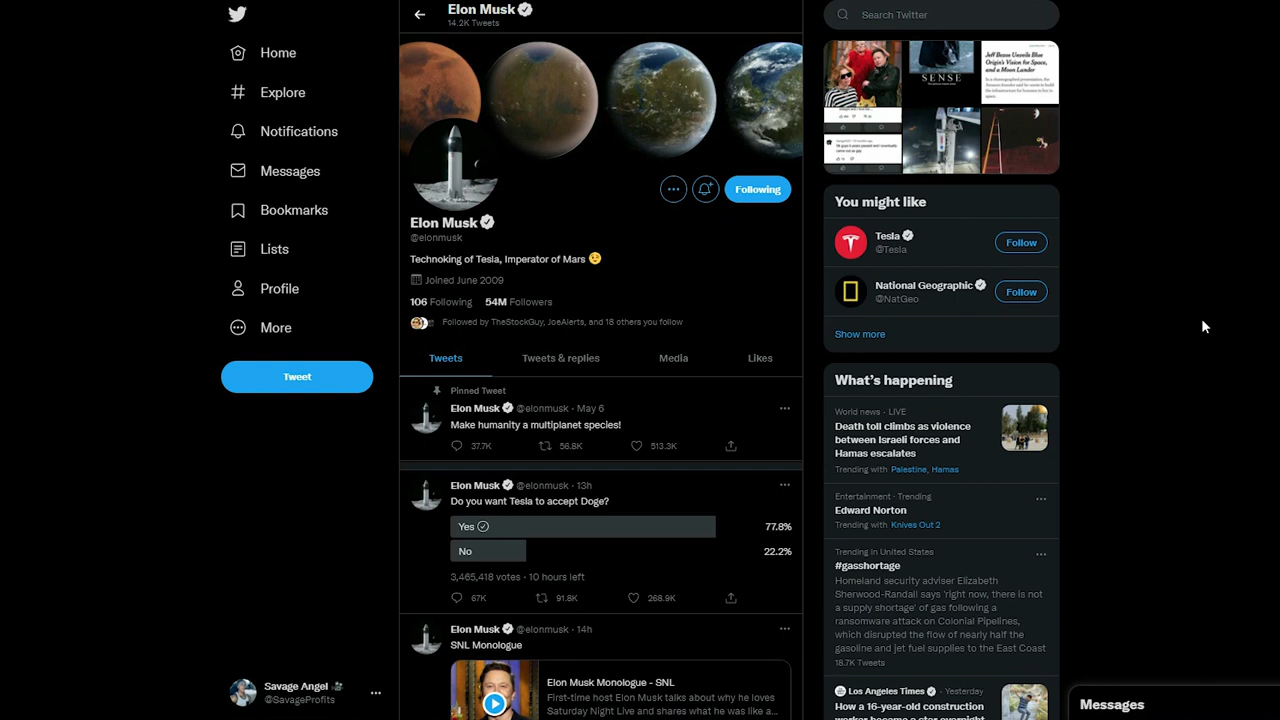 Elon Musk
14.2K Tweets
Search Twitter
Home
Explore
Notifications
Messages
Bookmarks
Lists
Profile
More
Tweet
Savage Angel
@SavageProfits
Following
Elon Musk
@elonmusk
Technoking of Tesla, Imperator of Mars 😉
Joined June 2009
106 Following 54M Followers
Followed by TheStockGuy, JoeAlerts, and 18 others you follow
Tweets Tweets & replies Media Likes
Pinned Tweet
Elon Musk @elonmusk · May 6
Make humanity a multiplanet species!
37.7K 56.8K 513.3K
Elon Musk @elonmusk · 13h
Do you want Tesla to accept Doge?
Yes 77.8%
No 22.2%
3,465,418 votes · 10 hours left
67K 91.8K 268.9K
Elon Musk @elonmusk · 14h
SNL Monologue
Elon Musk Monologue - SNL
First-time host Elon Musk talks about why he loves
Saturday Night Live and shares what he was like a...
SENSE
Jeff Bezos Unveils Blue
Origin's Vision for Space,
and a Moon Lander
You might like
Tesla
@Tesla
Follow
National Geographic
@NatGeo
Follow
Show more
What's happening
World news · LIVE
Death toll climbs as violence
between Israeli forces and
Hamas escalates
Trending with Palestine, Hamas
Entertainment · Trending
Edward Norton
Trending with Knives Out 2
Trending in United States
#gasshortage
Homeland security adviser Elizabeth
Sherwood-Randall says 'right now, there is not
a supply shortage' of gas following a
ransomware attack on Colonial Pipelines,
which disrupted the flow of nearly half the
gasoline and jet fuel supplies to the East Coast
18.7K Tweets
Los Angeles Times · Yesterday
How a 16-year-old construction
worker became a star overnight
Messages